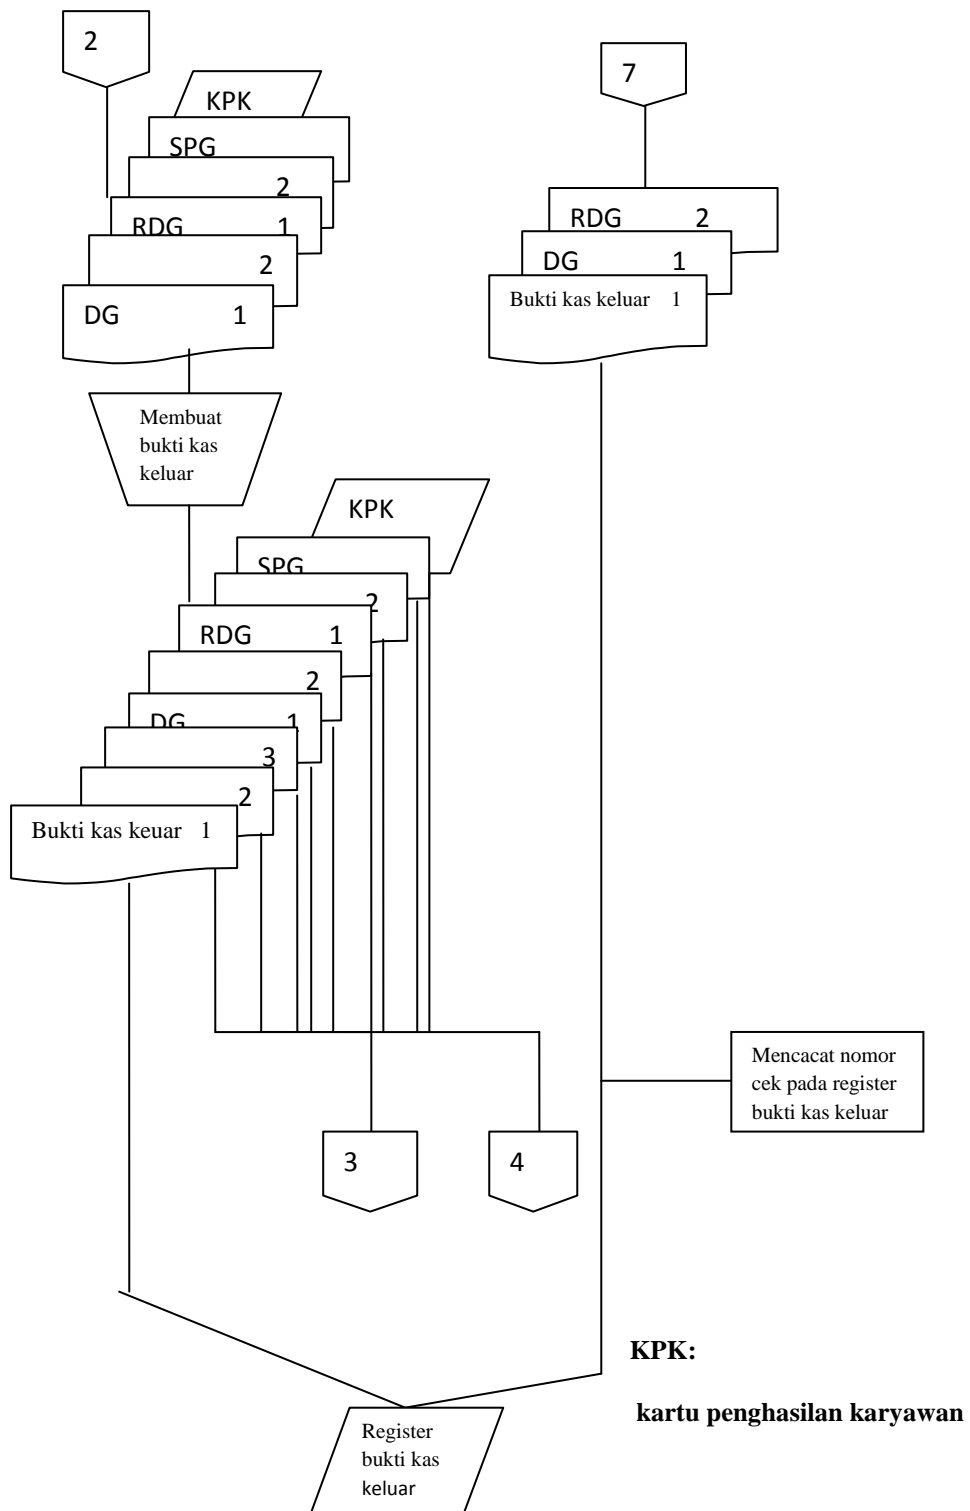 2
7
KPK
SPG
2
RDG 1
2
DG 1
RDG 2
DG 1
Bukti kas keluar 1
Membuat
bukti kas
keluar
KPK
SPG
2
RDG 1
2
DG 1
3
2
Bukti kas keuar 1
Mencacat nomor
cek pada register
bukti kas keluar
3
4
KPK:
kartu penghasilan karyawan
Register
bukti kas
keluar